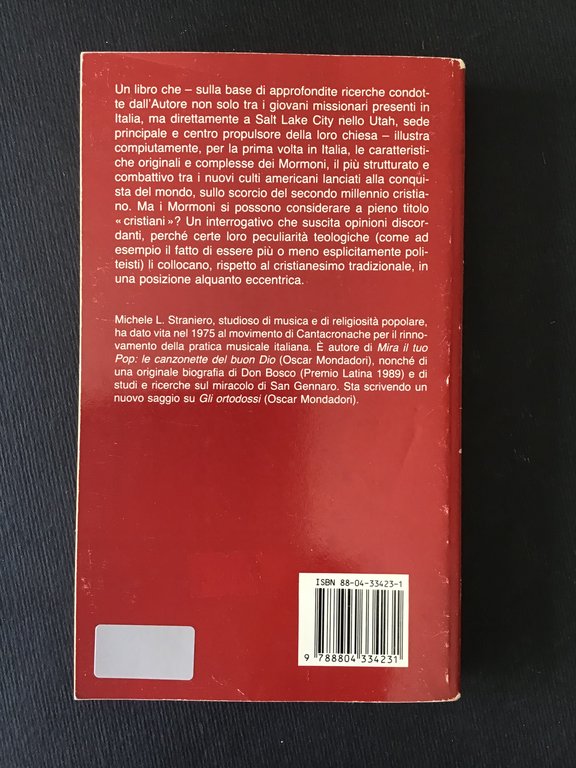 Un libro che – sulla base di approfondite ricerche condot-
te dall'Autore non solo tra i giovani missionari presenti in
Italia, ma direttamente a Salt Lake City nello Utah, sede
principale e centro propulsore della loro chiesa – illustra
compiutamente, per la prima volta in Italia, le caratteristi-
che originali e complesse dei Mormoni, il più strutturato e
combattivo tra i nuovi culti americani lanciati alla conqui-
sta del mondo, sullo scorcio del secondo millennio cristia-
no. Ma i Mormoni si possono considerare a pieno titolo
« cristiani »? Un interrogativo che suscita opinioni discor-
danti, perché certe loro peculiarità teologiche (come ad
esempio il fatto di essere più o meno esplicitamente poli-
teisti) li collocano, rispetto al cristianesimo tradizionale, in
una posizione alquanto eccentrica.
Michele L. Straniero, studioso di musica e di religiosità popolare,
ha dato vita nel 1975 al movimento di Cantacronache per il rinno-
vamento della pratica musicale italiana. È autore di Mira il tuo
Pop: le canzonette del buon Dio (Oscar Mondadori), nonché di
una originale biografia di Don Bosco (Premio Latina 1989) e di
studi e ricerche sul miracolo di San Gennaro. Sta scrivendo un
nuovo saggio su Gli ortodossi (Oscar Mondadori).
ISBN 88-04-33423-1
9 788804 334231